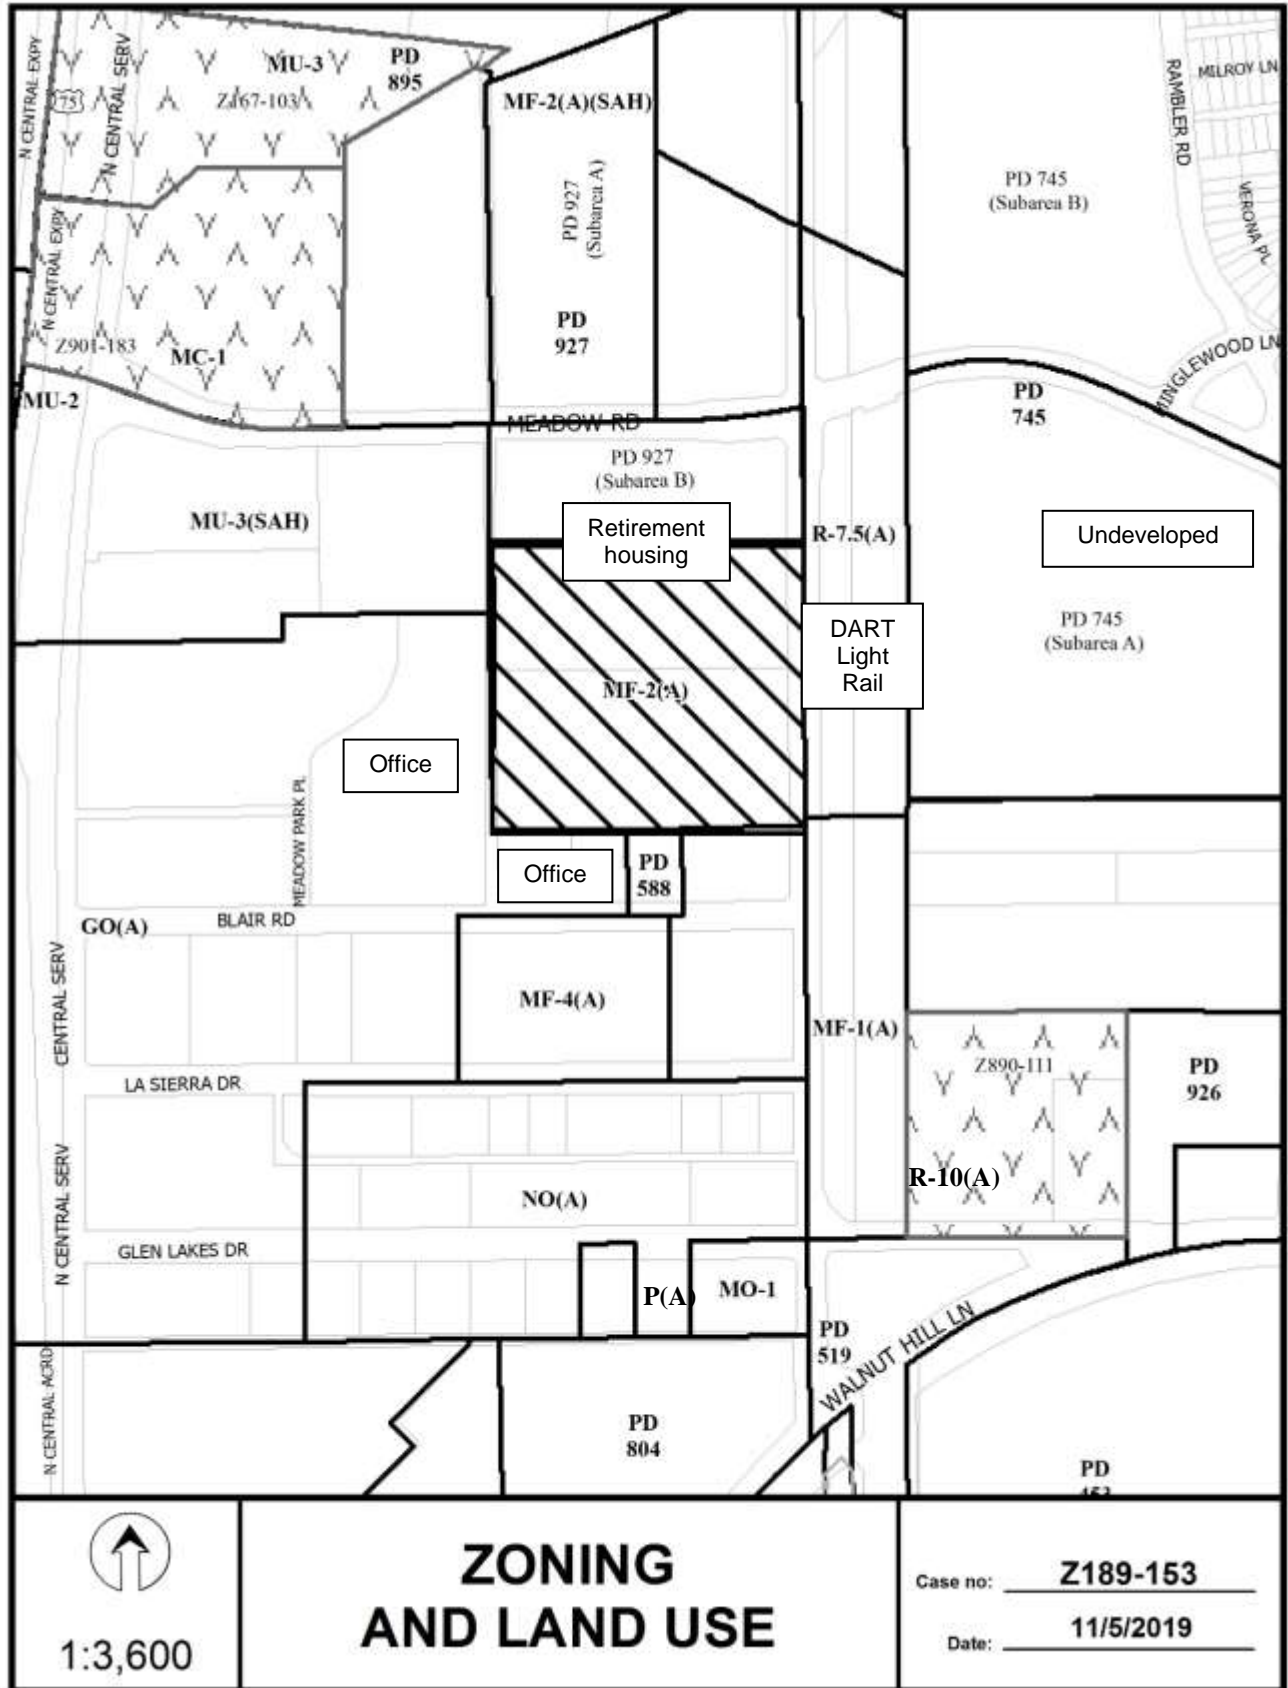 N CENTRAL EXPY
75
N CENTRAL SERV
MU-3
Z167-103
PD
895
MF-2(A)(SAH)
PD 927
(Subarea A)
PD
927
PD 745
(Subarea B)
RAMBLER RD
MILROY LN
VERONA PL
N CENTRAL EXPY
Z901-183
MC-1
MU-2
MEADOW RD
PD
745
PD 927
(Subarea B)
MU-3(SAH)
Retirement
housing
R-7.5(A)
Undeveloped
PD 745
(Subarea A)
DART
Light
Rail
MF-2(A)
Office
MEADOW PARK PL
Office
PD
588
GO(A)
BLAIR RD
CENTRAL SERV
MF-4(A)
MF-1(A)
Z890-111
PD
926
LA SIERRA DR
N CENTRAL SERV
NO(A)
R-10(A)
GLEN LAKES DR
P(A)
MO-1
PD
519
WALNUT HILL LN
N CENTRAL ACRD
PD
804
PD
1:3,600
ZONING
AND LAND USE
Case no: Z189-153
Date: 11/5/2019